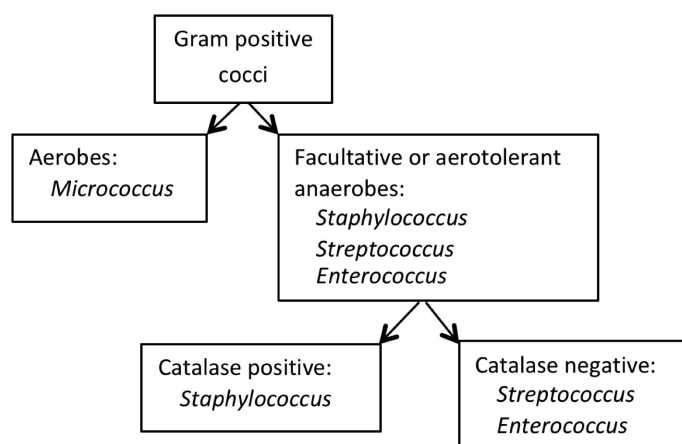 Gram positive
cocci
Aerobes:
Micrococcus
Facultative or aerotolerant
anaerobes:
Staphylococcus
Streptococcus
Enterococcus
Catalase positive:
Staphylococcus
Catalase negative:
Streptococcus
Enterococcus